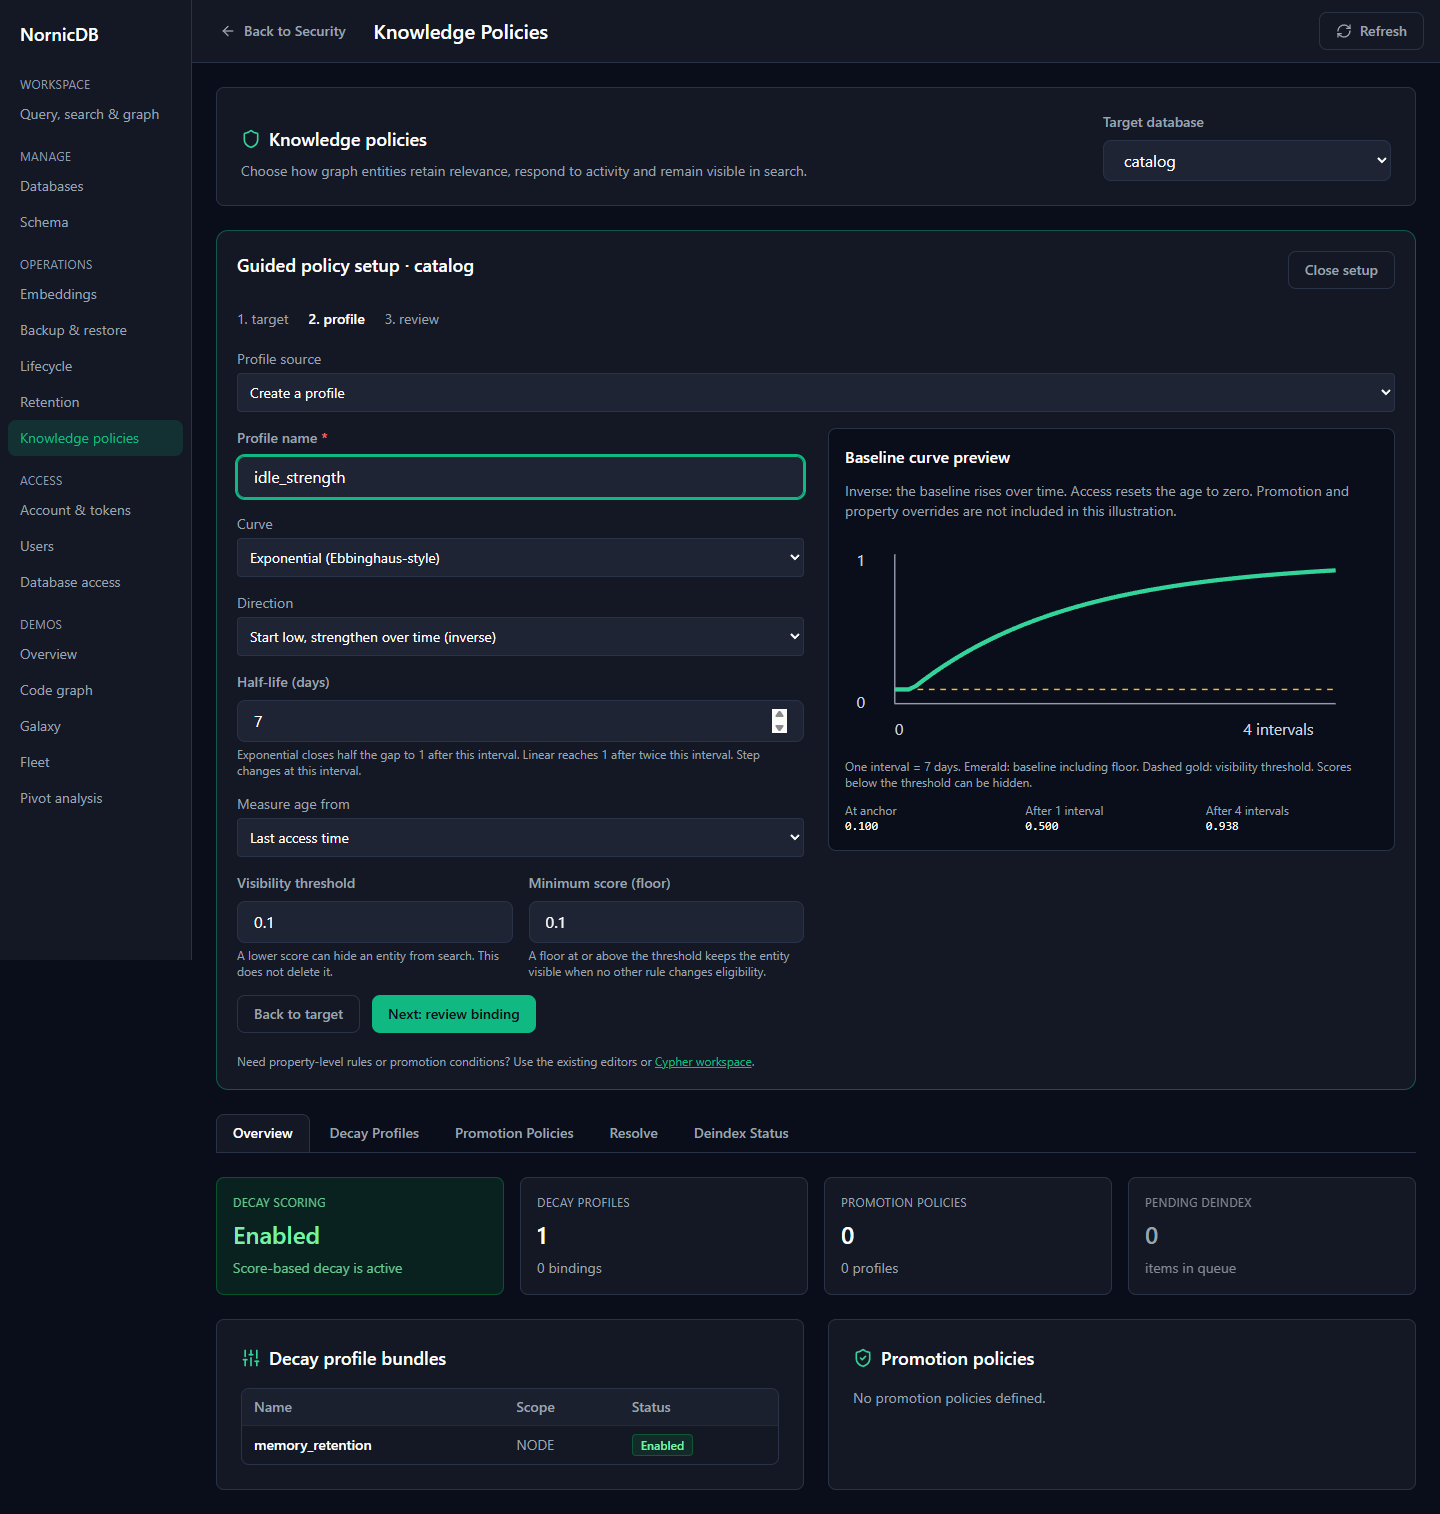 NornicDB
WORKSPACE
Query, search & graph
MANAGE
Databases
Schema
OPERATIONS
Embeddings
Backup & restore
Lifecycle
Retention
Knowledge policies
ACCESS
Account & tokens
Users
Database access
DEMOS
Overview
Code graph
Galaxy
Fleet
Pivot analysis
Back to Security
Knowledge Policies
Refresh
Knowledge policies
Choose how graph entities retain relevance, respond to activity and remain visible in search.
Target database
catalog
Guided policy setup · catalog
Close setup
1. target
2. profile
3. review
Profile source
Create a profile
Profile name *
idle_strength
Curve
Exponential (Ebbinghaus-style)
Direction
Start low, strengthen over time (inverse)
Half-life (days)
7
Exponential closes half the gap to 1 after this interval. Linear reaches 1 after twice this interval. Step
changes at this interval.
Measure age from
Last access time
Visibility threshold
0.1
A lower score can hide an entity from search. This
does not delete it.
Minimum score (floor)
0.1
A floor at or above the threshold keeps the entity
visible when no other rule changes eligibility.
Back to target
Next: review binding
Need property-level rules or promotion conditions? Use the existing editors or Cypher workspace.
Baseline curve preview
Inverse: the baseline rises over time. Access resets the age to zero. Promotion and
property overrides are not included in this illustration.
1
0
0
4 intervals
One interval = 7 days. Emerald: baseline including floor. Dashed gold: visibility threshold. Scores
below the threshold can be hidden.
At anchor
0.100
After 1 interval
0.500
After 4 intervals
0.938
Overview
Decay Profiles
Promotion Policies
Resolve
Deindex Status
DECAY SCORING
Enabled
Score-based decay is active
DECAY PROFILES
1
0 bindings
PROMOTION POLICIES
0
0 profiles
PENDING DEINDEX
0
items in queue
Decay profile bundles
Name Scope Status
memory_retention NODE Enabled
Promotion policies
No promotion policies defined.